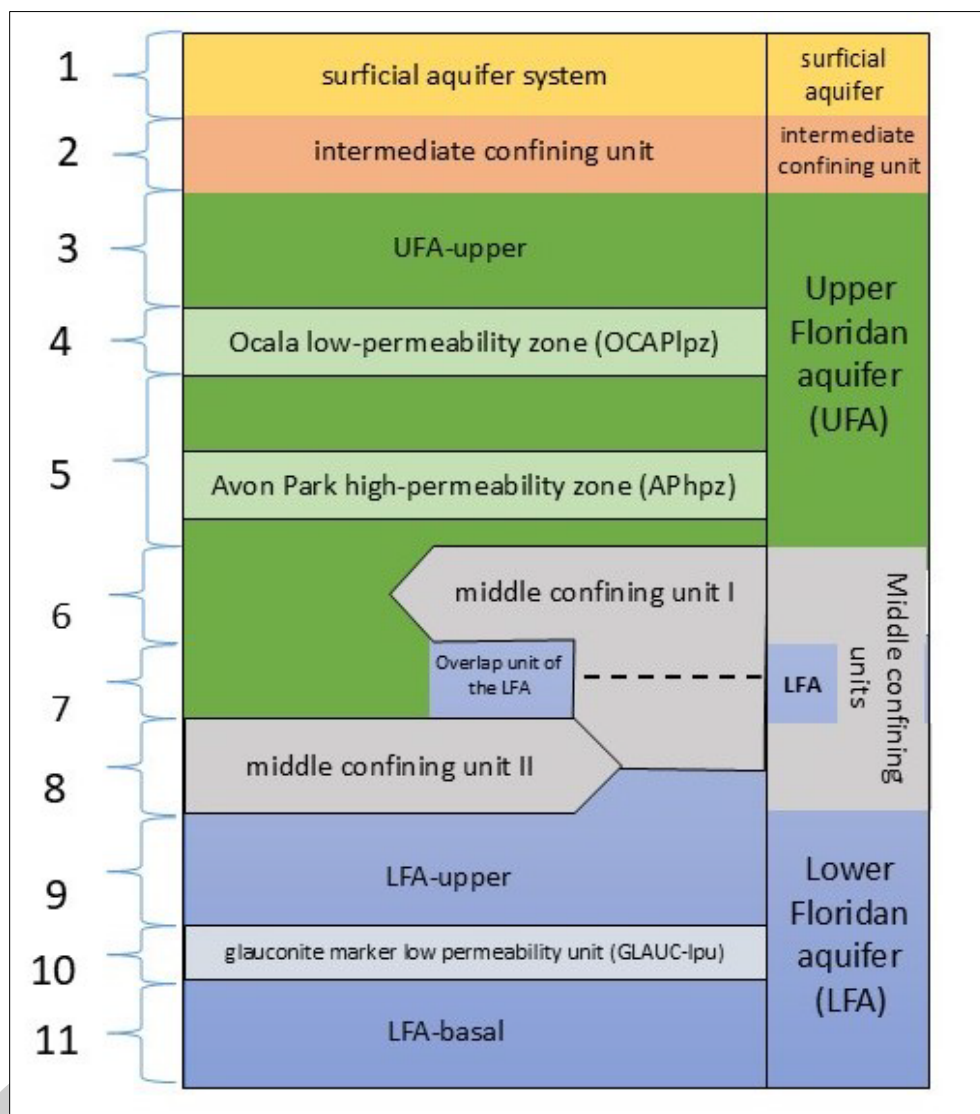 1
surficial aquifer system
surficial
aquifer
2
intermediate confining unit
intermediate
confining unit
3
UFA-upper
Upper
Floridan
aquifer
(UFA)
4
Ocala low-permeability zone (OCAPlpz)
5
Avon Park high-permeability zone (APhpz)
6
middle confining unit I
Middle confining
units
7
Overlap unit of
the LFA
LFA
8
middle confining unit II
9
LFA-upper
Lower
Floridan
aquifer
(LFA)
10
glauconite marker low permeability unit (GLAUC-lpu)
11
LFA-basal